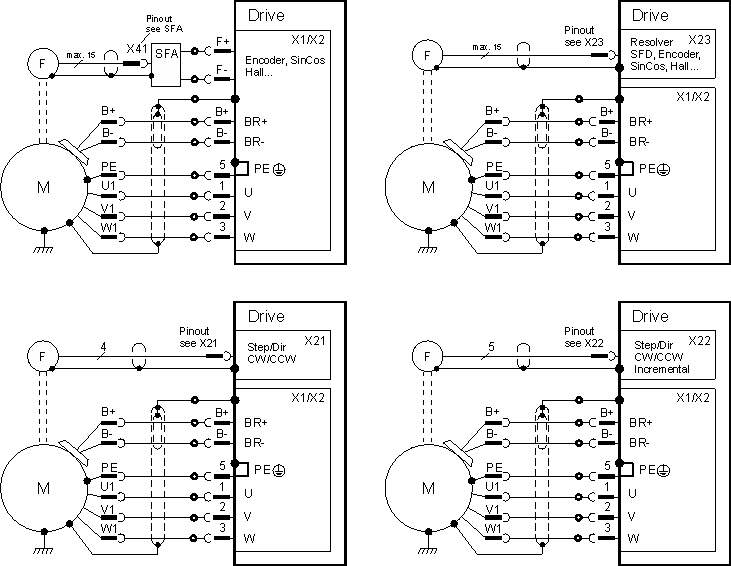 Pinout
see SFA
Drive
F+
X1/X2
max. 15
X41
SFA
F
Encoder, SinCos
Hall...
F-
B+
B+
BR+
B-
B-
BR-
PE
5
PE
M
U1
1
U
V1
2
V
W1
3
W
Drive
Pinout
see X23
X23
Resolver
SFD, Encoder,
SinCos, Hall...
max. 15
F
X1/X2
B+
B+
BR+
B-
B-
BR-
PE
5
PE
M
U1
1
U
V1
2
V
W1
3
W
Drive
Pinout
see X21
X21
Step/Dir
CW/CCW
4
F
X1/X2
B+
B+
BR+
B-
B-
BR-
PE
5
PE
M
U1
1
U
V1
2
V
W1
3
W
Drive
Pinout
see X22
X22
Step/Dir
CW/CCW
Incremental
5
F
X1/X2
B+
B+
BR+
B-
B-
BR-
PE
5
PE
M
U1
1
U
V1
2
V
W1
3
W